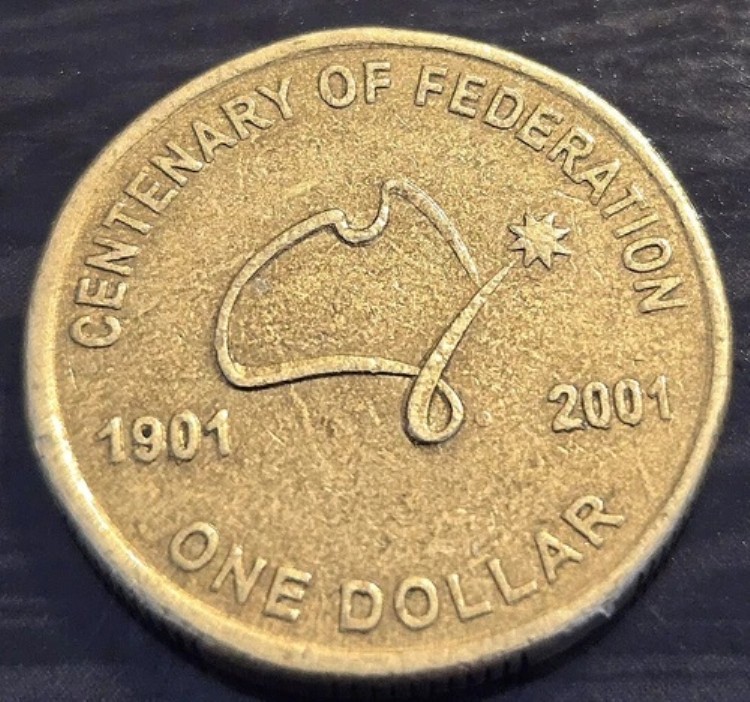 CENTENARY OF FEDERATION
1901
2001
ONE DOLLAR